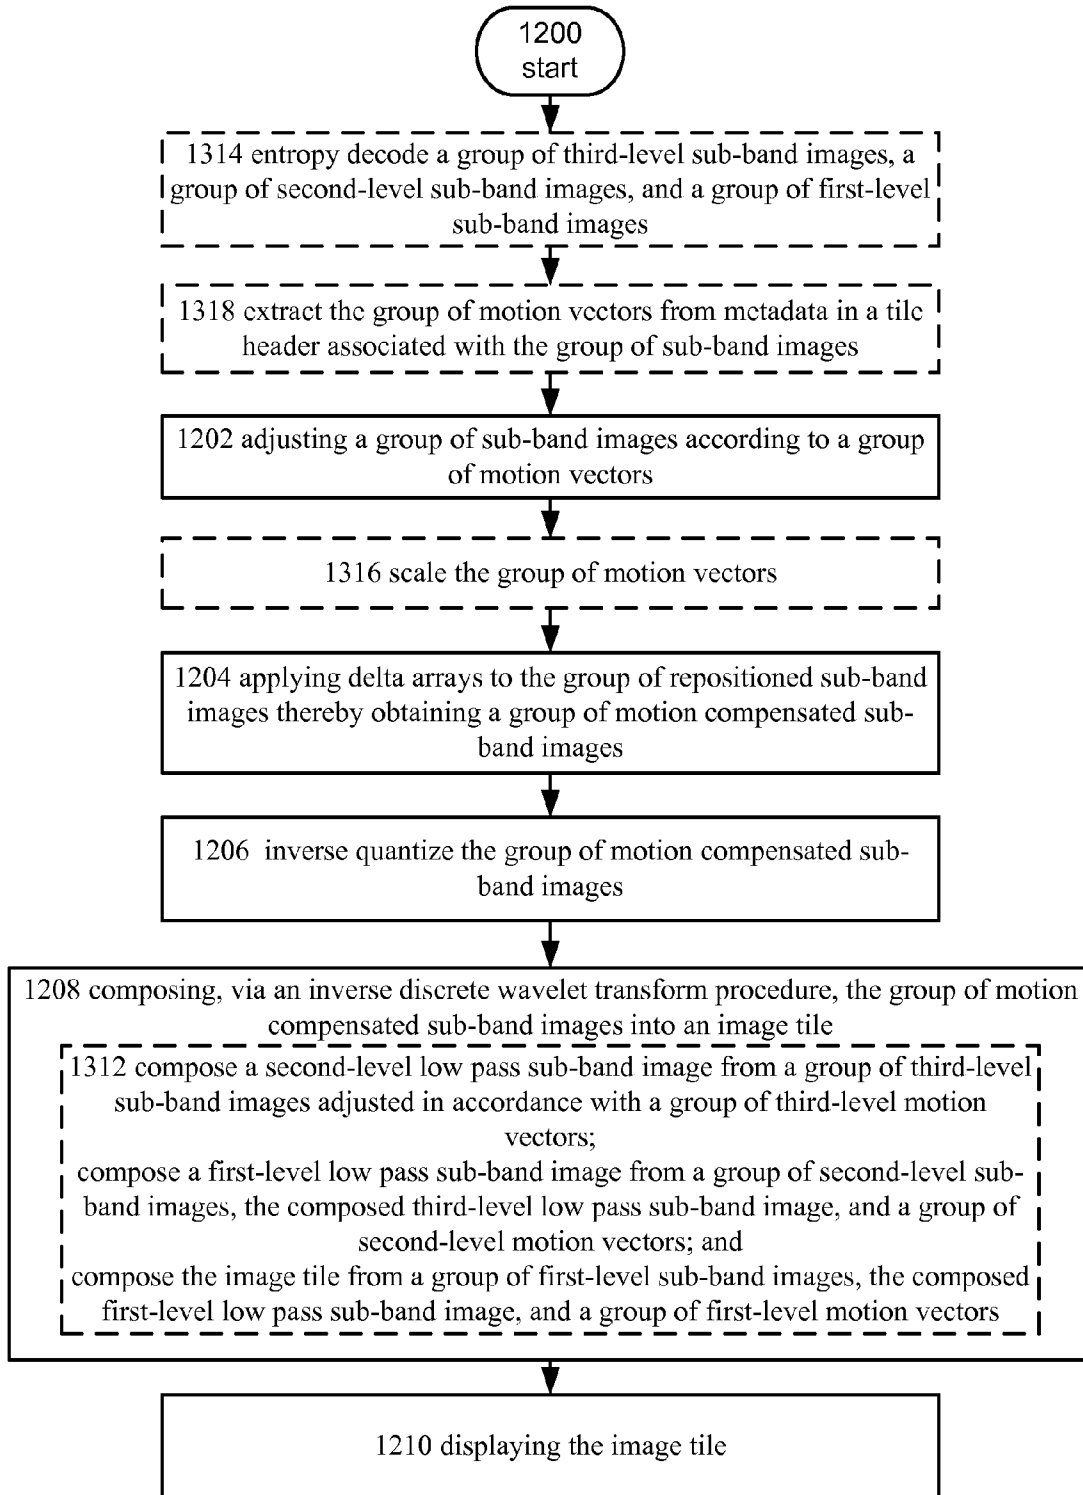 1200
start
1314 entropy decode a group of third-level sub-band images, a
group of second-level sub-band images, and a group of first-level
sub-band images
1318 extract the group of motion vectors from metadata in a tile
header associated with the group of sub-band images
1202 adjusting a group of sub-band images according to a group
of motion vectors
1316 scale the group of motion vectors
1204 applying delta arrays to the group of repositioned sub-band
images thereby obtaining a group of motion compensated sub-
band images
1206 inverse quantize the group of motion compensated sub-
band images
1208 composing, via an inverse discrete wavelet transform procedure, the group of motion
compensated sub-band images into an image tile
1312 compose a second-level low pass sub-band image from a group of third-level
sub-band images adjusted in accordance with a group of third-level motion
vectors;
compose a first-level low pass sub-band image from a group of second-level sub-
band images, the composed third-level low pass sub-band image, and a group of
second-level motion vectors; and
compose the image tile from a group of first-level sub-band images, the composed
first-level low pass sub-band image, and a group of first-level motion vectors
1210 displaying the image tile